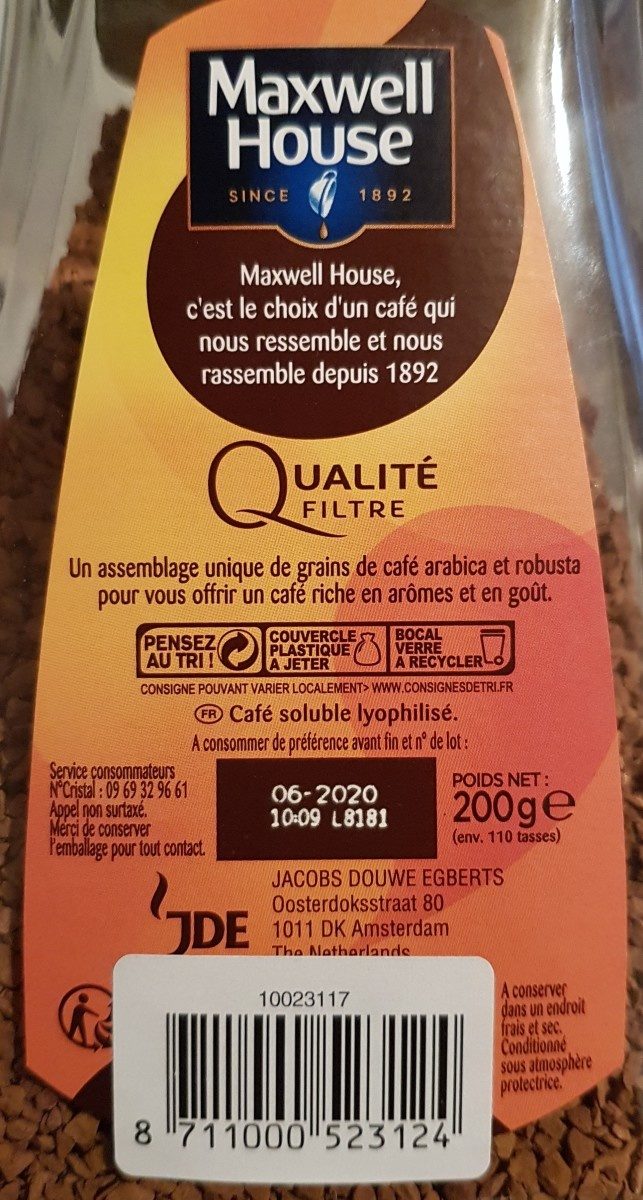 Maxwell
House
SINCE 1892
Maxwell House,
c'est le choix d'un café qui
nous ressemble et nous
rassemble depuis 1892
QUALITÉ
FILTRE
Un assemblage unique de grains de café arabica et robusta
pour vous offrir un café riche en arômes et en goût.
PENSEZ
AU TRI !
COUVERCLE
PLASTIQUE
À JETER
BOCAL
VERRE
À RECYCLER
CONSIGNE POUVANT VARIER LOCALEMENT> WWW.CONSIGNESDETRI.FR
FR Café soluble lyophilisé.
A consommer de préférence avant fin et n° de lot :
Service consommateurs
N°Cristal : 09 69 32 96 61
Appel non surtaxé.
Merci de conserver
l'emballage pour tout contact.
06-2020
10:09 L8181
POIDS NET :
200g e
(env. 110 tasses)
JDE
JACOBS DOUWE EGBERTS
Oosterdoksstraat 80
1011 DK Amsterdam
The Netherlands
10023117
8 711000 523124
A conserver
dans un endroit
frais et sec.
Conditionné
sous atmosphère
protectrice.